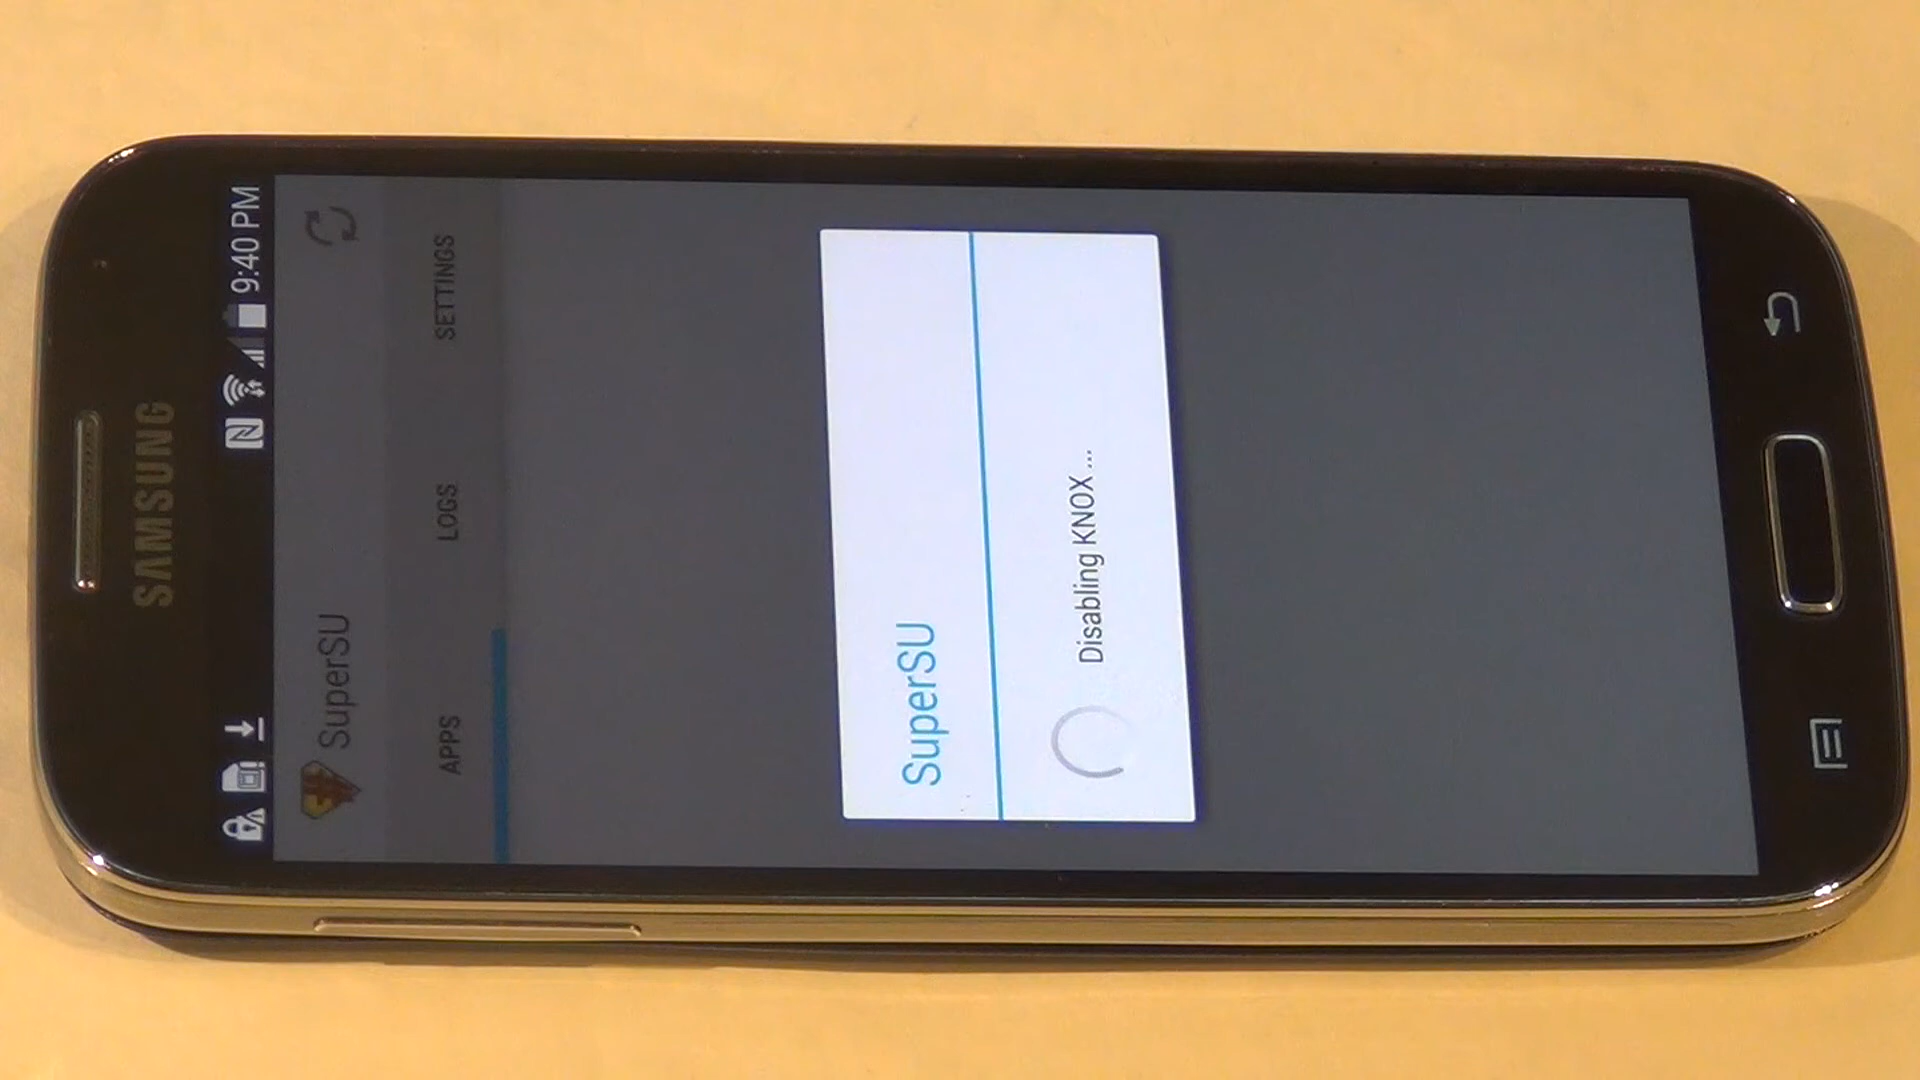 SAMSUNG
9:40 PM
SuperSU
APPS LOGS SETTINGS
SuperSU
Disabling KNOX...